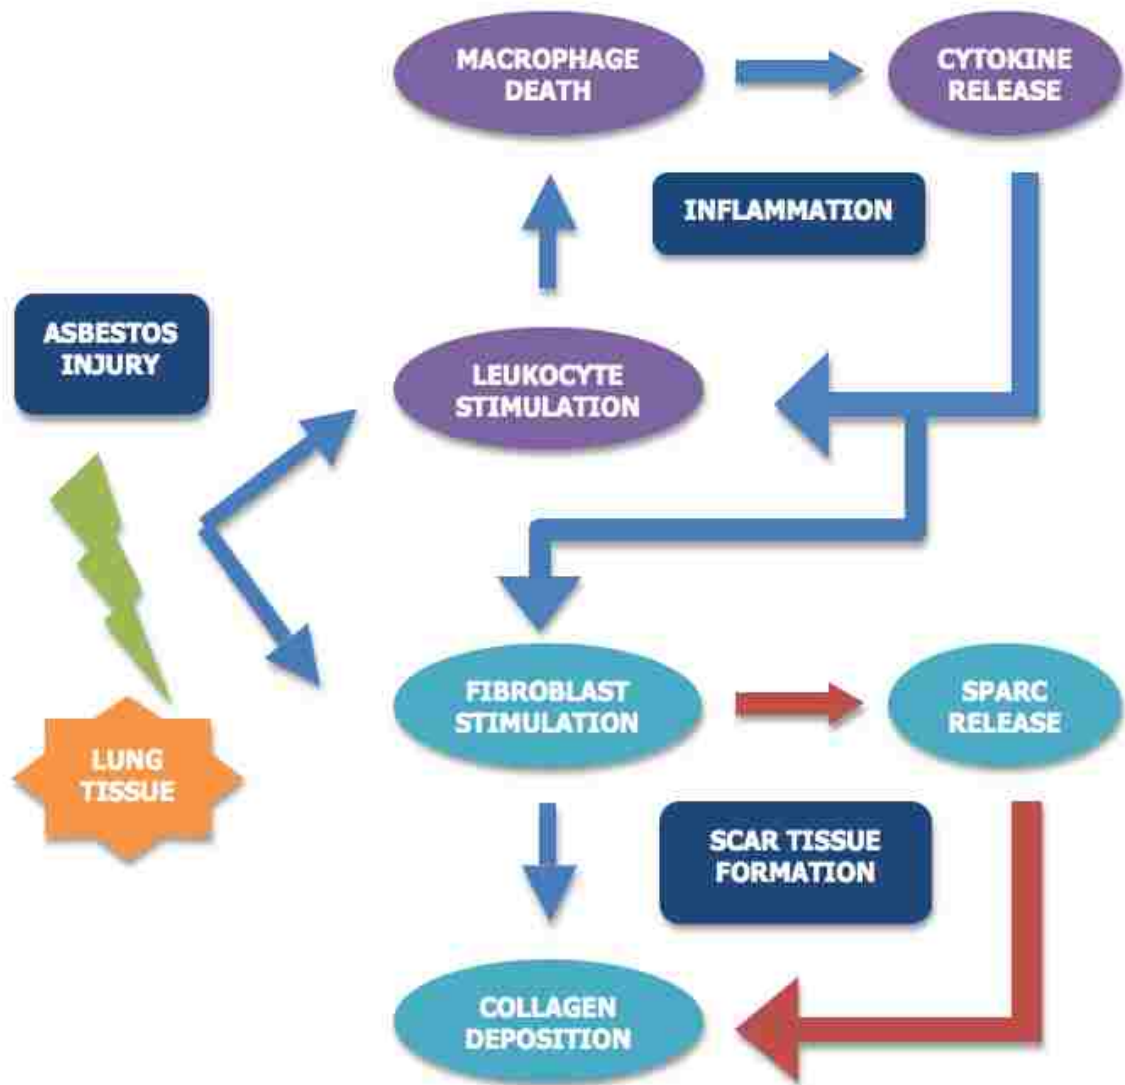 MACROPHAGE
DEATH
CYTOKINE
RELEASE
INFLAMMATION
ASBESTOS
INJURY
LEUKOCYTE
STIMULATION
FIBROBLAST
STIMULATION
SPARC
RELEASE
LUNG
TISSUE
SCAR TISSUE
FORMATION
COLLAGEN
DEPOSITION